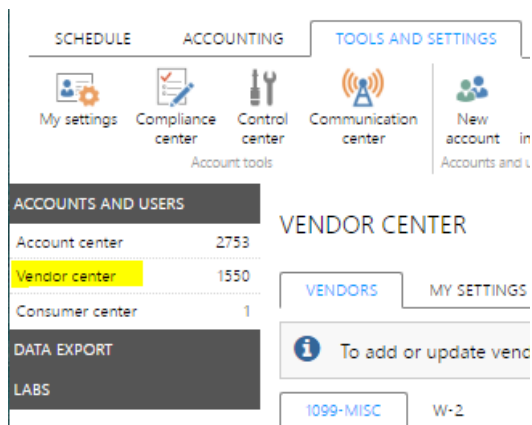 SCHEDULE ACCOUNTING TOOLS AND SETTINGS
My settings Compliance center Control center Communication center New account
Account tools Accounts and
ACCOUNTS AND USERS
Account center 2753
Vendor center 1550
Consumer center 1
DATA EXPORT
LABS
VENDOR CENTER
VENDORS MY SETTINGS
To add or update
1099-MISC W-2